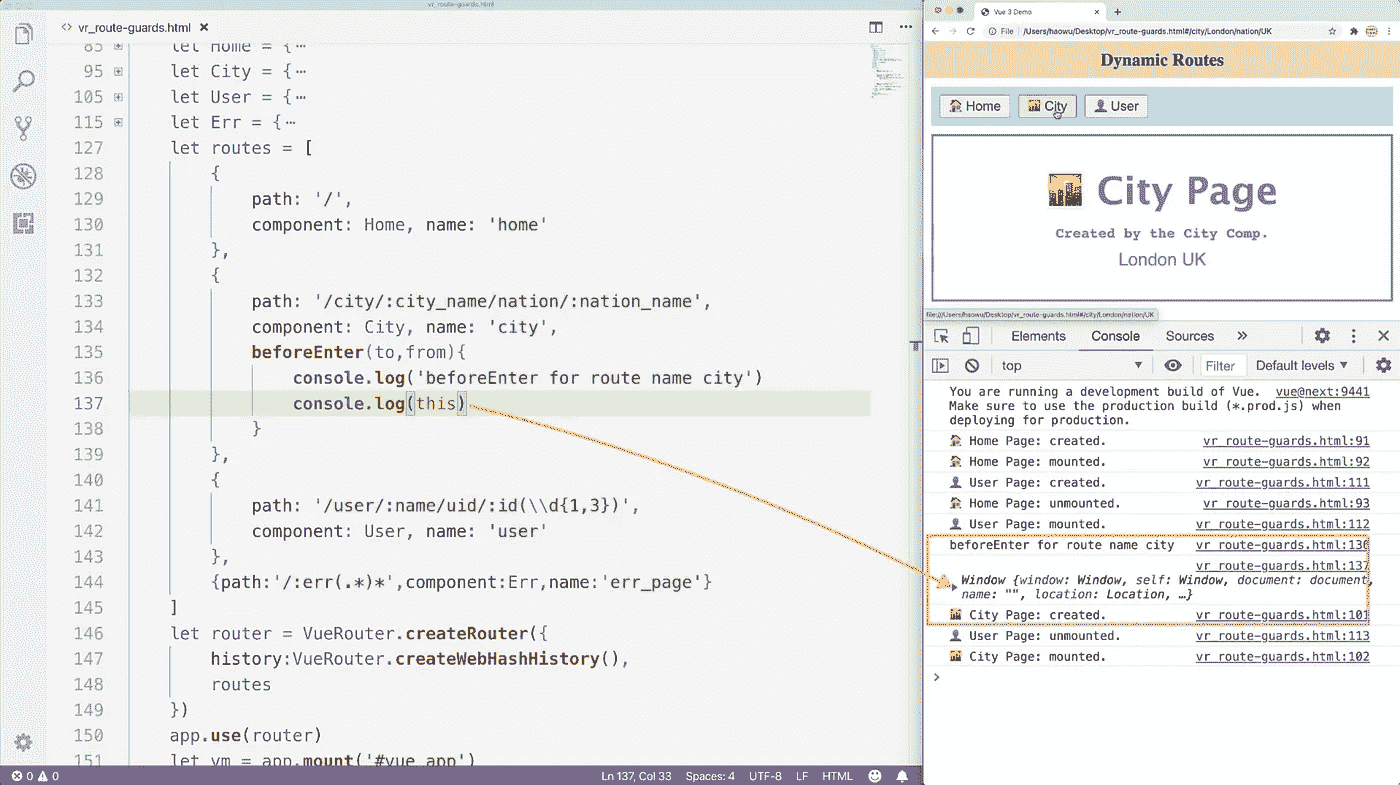 vr_route-guards.html
vr_route-guards.html
85 let Home = {…
95 let City = {…
105 let User = {…
115 let Err = {…
127 let routes = [
128 {
129 path: '/',
130 component: Home, name: 'home'
131 },
132 {
133 path: '/city/:city_name/nation/:nation_name',
134 component: City, name: 'city',
135 beforeEnter(to,from){
136 console.log('beforeEnter for route name city')
137 console.log(this)
138 }
139 },
140 {
141 path: '/user/:name/uid/:id(\\d{1,3})',
142 component: User, name: 'user'
143 },
144 {path:'/:err(.*)*',component:Err,name:'err_page'}
145 ]
146 let router = VueRouter.createRouter({
147 history:VueRouter.createWebHashHistory(),
148 routes
149 })
150 app.use(router)
151 let vm = app.mount('#vue_app')
0 0 Ln 137, Col 33 Spaces: 4 UTF-8 LF HTML
Vue 3 Demo
File /Users/haowu/Desktop/vr_route-guards.html#/city/London/nation/UK
Dynamic Routes
Home City User
City Page
Created by the City Comp.
London UK
file:///Users/haowu/Desktop/vr_route-guards.html#/city/London/nation/UK
Elements Console Sources
top Filter Default levels
You are running a development build of Vue. vue@next:9441
Make sure to use the production build (*.prod.js) when
deploying for production.
Home Page: created. vr_route-guards.html:91
Home Page: mounted. vr_route-guards.html:92
User Page: created. vr_route-guards.html:111
Home Page: unmounted. vr_route-guards.html:93
User Page: mounted. vr_route-guards.html:112
beforeEnter for route name city vr_route-guards.html:136
vr_route-guards.html:137
Window {window: Window, self: Window, document: document,
name: "", location: Location, …}
City Page: created. vr_route-guards.html:101
User Page: unmounted. vr_route-guards.html:113
City Page: mounted. vr_route-guards.html:102